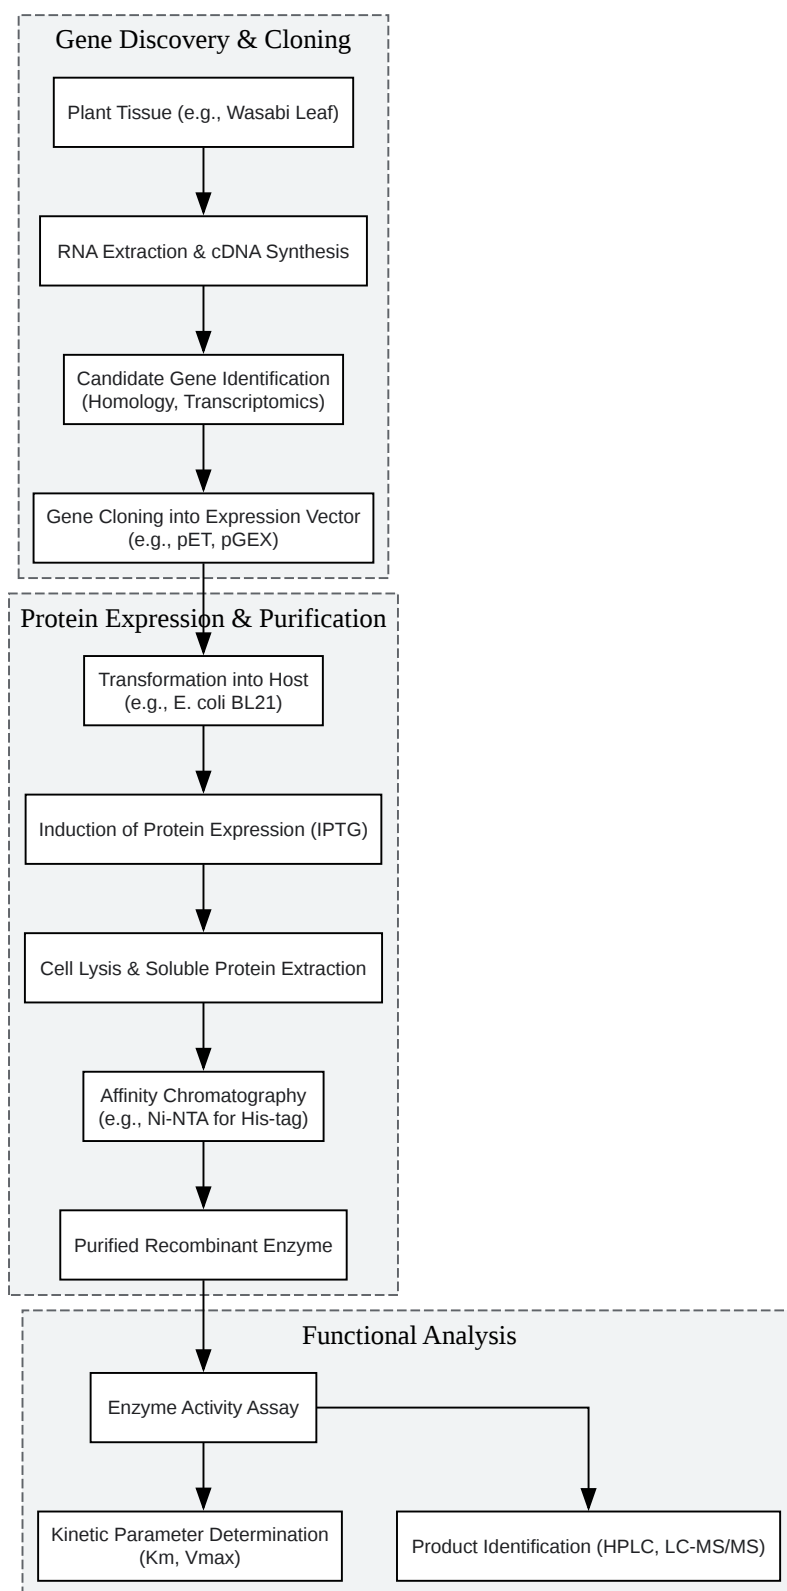 Gene Discovery & Cloning
Plant Tissue (e.g., Wasabi Leaf)
RNA Extraction & cDNA Synthesis
Candidate Gene Identification
(Homology, Transcriptomics)
Gene Cloning into Expression Vector
(e.g., pET, pGEX)
Protein Expression & Purification
Transformation into Host
(e.g., E. coli BL21)
Induction of Protein Expression (IPTG)
Cell Lysis & Soluble Protein Extraction
Affinity Chromatography
(e.g., Ni-NTA for His-tag)
Purified Recombinant Enzyme
Functional Analysis
Enzyme Activity Assay
Kinetic Parameter Determination
(Km, Vmax)
Product Identification (HPLC, LC-MS/MS)